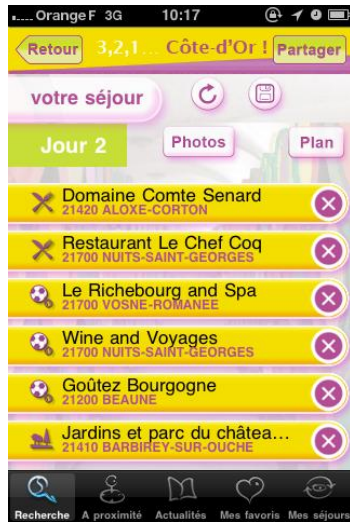 Orange F 3G 10:17
Retour 3,2,1... Côte-d'Or ! Partager
votre séjour
Jour 2 Photos Plan
Domaine Comte Senard
21420 ALOXE-CORTON
Restaurant Le Chef Coq
21700 NUITS-SAINT-GEORGES
Le Richebourg and Spa
21700 VOSNE-ROMANEE
Wine and Voyages
21700 NUITS-SAINT-GEORGES
Goûtez Bourgogne
21200 BEAUNE
Jardins et parc du châtea...
21410 BARBIREY-SUR-OUCHE
Recherche A proximité Actualités Mes favoris Mes séjours